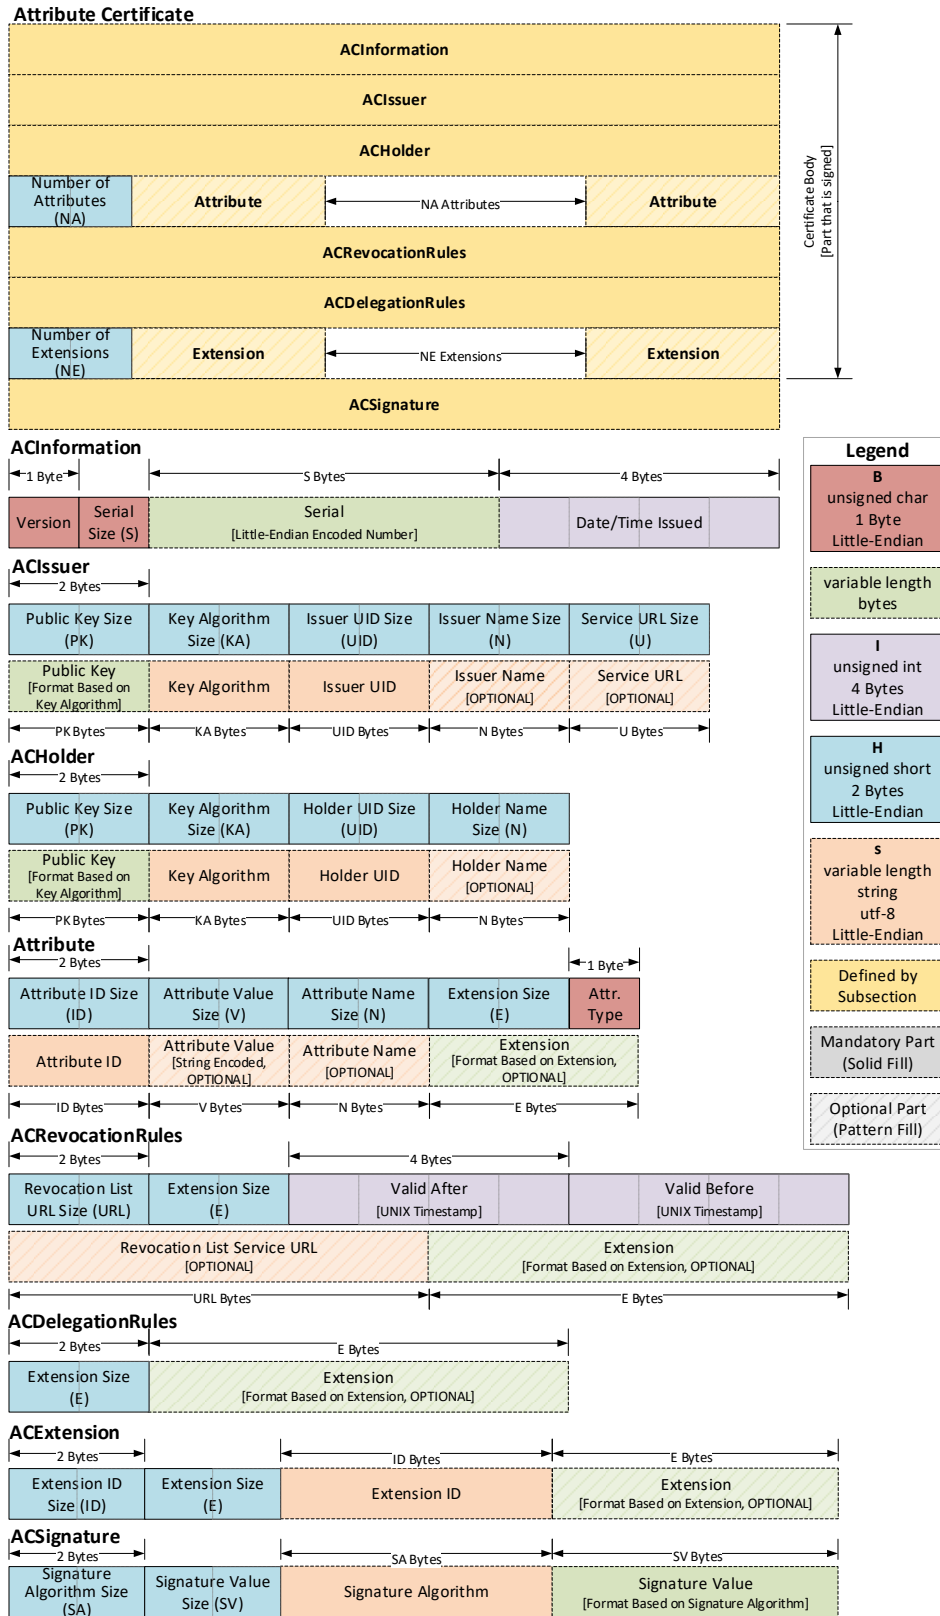 Attribute Certificate
ACInformation
ACIssuer
ACHolder
Number of
Attributes
(NA)
Attribute
NA Attributes
Attribute
ACRevocationRules
ACDelegationRules
Number of
Extensions
(NE)
Extension
NE Extensions
Extension
ACSignature
Certificate Body
[Part that is signed]
ACInformation
1 Byte
S Bytes
4 Bytes
Version
Serial
Size (S)
Serial
[Little-Endian Encoded Number]
Date/Time Issued
ACIssuer
2 Bytes
Public Key Size
(PK)
Key Algorithm
Size (KA)
Issuer UID Size
(UID)
Issuer Name Size
(N)
Service URL Size
(U)
Public Key
[Format Based on
Key Algorithm]
Key Algorithm
Issuer UID
Issuer Name
[OPTIONAL]
Service URL
[OPTIONAL]
PK Bytes
KA Bytes
UID Bytes
N Bytes
U Bytes
ACHolder
2 Bytes
Public Key Size
(PK)
Key Algorithm
Size (KA)
Holder UID Size
(UID)
Holder Name
Size (N)
Public Key
[Format Based on
Key Algorithm]
Key Algorithm
Holder UID
Holder Name
[OPTIONAL]
PK Bytes
KA Bytes
UID Bytes
N Bytes
Attribute
2 Bytes
1 Byte
Attribute ID Size
(ID)
Attribute Value
Size (V)
Attribute Name
Size (N)
Extension Size
(E)
Attr.
Type
Attribute ID
Attribute Value
[String Encoded,
OPTIONAL]
Attribute Name
[OPTIONAL]
Extension
[Format Based on Extension,
OPTIONAL]
ID Bytes
V Bytes
N Bytes
E Bytes
ACRevocationRules
2 Bytes
4 Bytes
Revocation List
URL Size (URL)
Extension Size
(E)
Valid After
[UNIX Timestamp]
Valid Before
[UNIX Timestamp]
Revocation List Service URL
[OPTIONAL]
Extension
[Format Based on Extension, OPTIONAL]
URL Bytes
E Bytes
ACDelegationRules
2 Bytes
E Bytes
Extension Size
(E)
Extension
[Format Based on Extension, OPTIONAL]
ACExtension
2 Bytes
ID Bytes
E Bytes
Extension ID
Size (ID)
Extension Size
(E)
Extension ID
Extension
[Format Based on Extension, OPTIONAL]
ACSignature
2 Bytes
SA Bytes
SV Bytes
Signature
Algorithm Size
(SA)
Signature Value
Size (SV)
Signature Algorithm
Signature Value
[Format Based on Signature Algorithm]
Legend
B
unsigned char
1 Byte
Little-Endian
variable length
bytes
I
unsigned int
4 Bytes
Little-Endian
H
unsigned short
2 Bytes
Little-Endian
s
variable length
string
utf-8
Little-Endian
Defined by
Subsection
Mandatory Part
(Solid Fill)
Optional Part
(Pattern Fill)